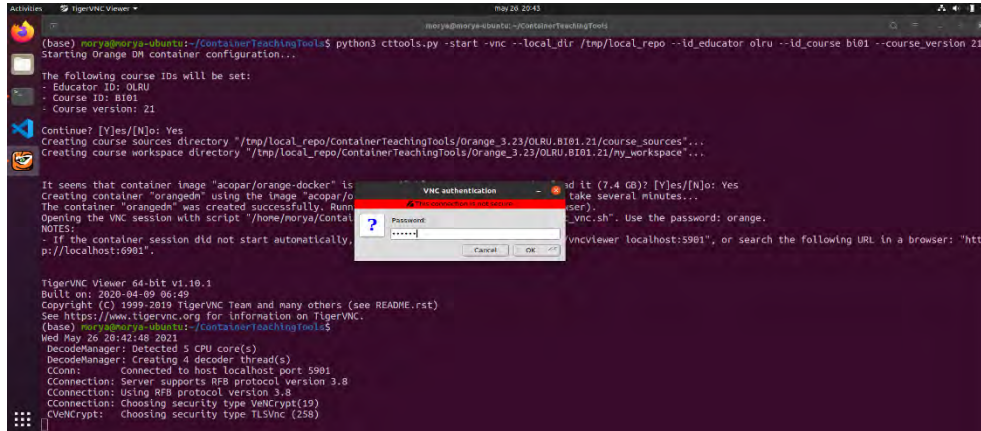 Activities TigerVNC Viewer May 26 20:43
morya@morya-ubuntu: ~/ContainerTeachingTools
(base) morya@morya-ubuntu:~/ContainerTeachingTools$ python3 cttools.py -start -vnc --local_dir /tmp/local_repo --id_educator olru --id_course bi01 --course_version 21
Starting Orange DM container configuration...
The following course IDs will be set:
- Educator ID: OLRU
- Course ID: BI01
- Course version: 21
Continue? [Y]es/[N]o: Yes
Creating course sources directory "/tmp/local_repo/ContainerTeachingTools/Orange_3.23/OLRU.BI01.21/course_sources"...
Creating course workspace directory "/tmp/local_repo/ContainerTeachingTools/Orange_3.23/OLRU.BI01.21/my_workspace"...
It seems that container image "acopar/orange-docker" is ad it (7.4 GB)? [Y]es/[N]o: Yes
Creating container "orangedm" using the image "acopar/o take several minutes...
The container "orangedm" was created successfully. Runn ser).
Opening the VNC session with script "/home/morya/Contai _vnc.sh". Use the password: orange.
NOTES:
- If the container session did not start automatically, /vncviewer localhost:5901", or search the following URL in a browser: "htt
p://localhost:6901".
VNC authentication
This connection is not secure
Password:
••••••
Cancel OK
TigerVNC Viewer 64-bit v1.10.1
Built on: 2020-04-09 06:49
Copyright (C) 1999-2019 TigerVNC Team and many others (see README.rst)
See https://www.tigervnc.org for information on TigerVNC.
(base) morya@morya-ubuntu:~/ContainerTeachingTools$
Wed May 26 20:42:48 2021
DecodeManager: Detected 5 CPU core(s)
DecodeManager: Creating 4 decoder thread(s)
CConn: Connected to host localhost port 5901
CConnection: Server supports RFB protocol version 3.8
CConnection: Using RFB protocol version 3.8
CConnection: Choosing security type VeNCrypt(19)
CVeNCrypt: Choosing security type TLSVnc (258)